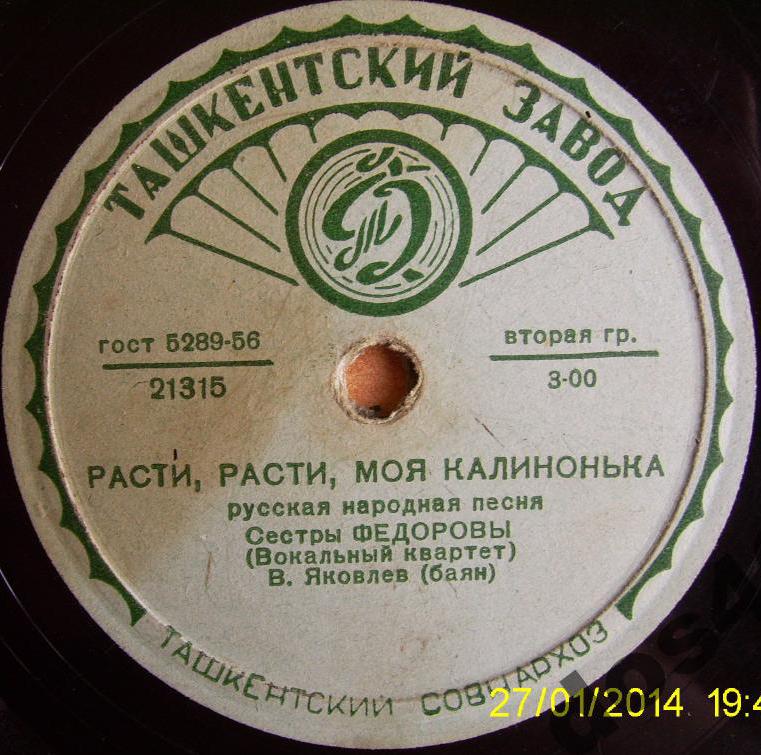 ТАШКЕНТСКИЙ ЗАВОД
гост 5289-56
21315
вторая гр.
3-00
РАСТИ, РАСТИ, МОЯ КАЛИНОНЬКА
русская народная песня
Сестры ФЕДОРОВЫ
(Вокальный квартет)
В. Яковлев (баян)
ТАШКЕНТСКИЙ СОВНАРХОЗ
27/01/2014 19:4